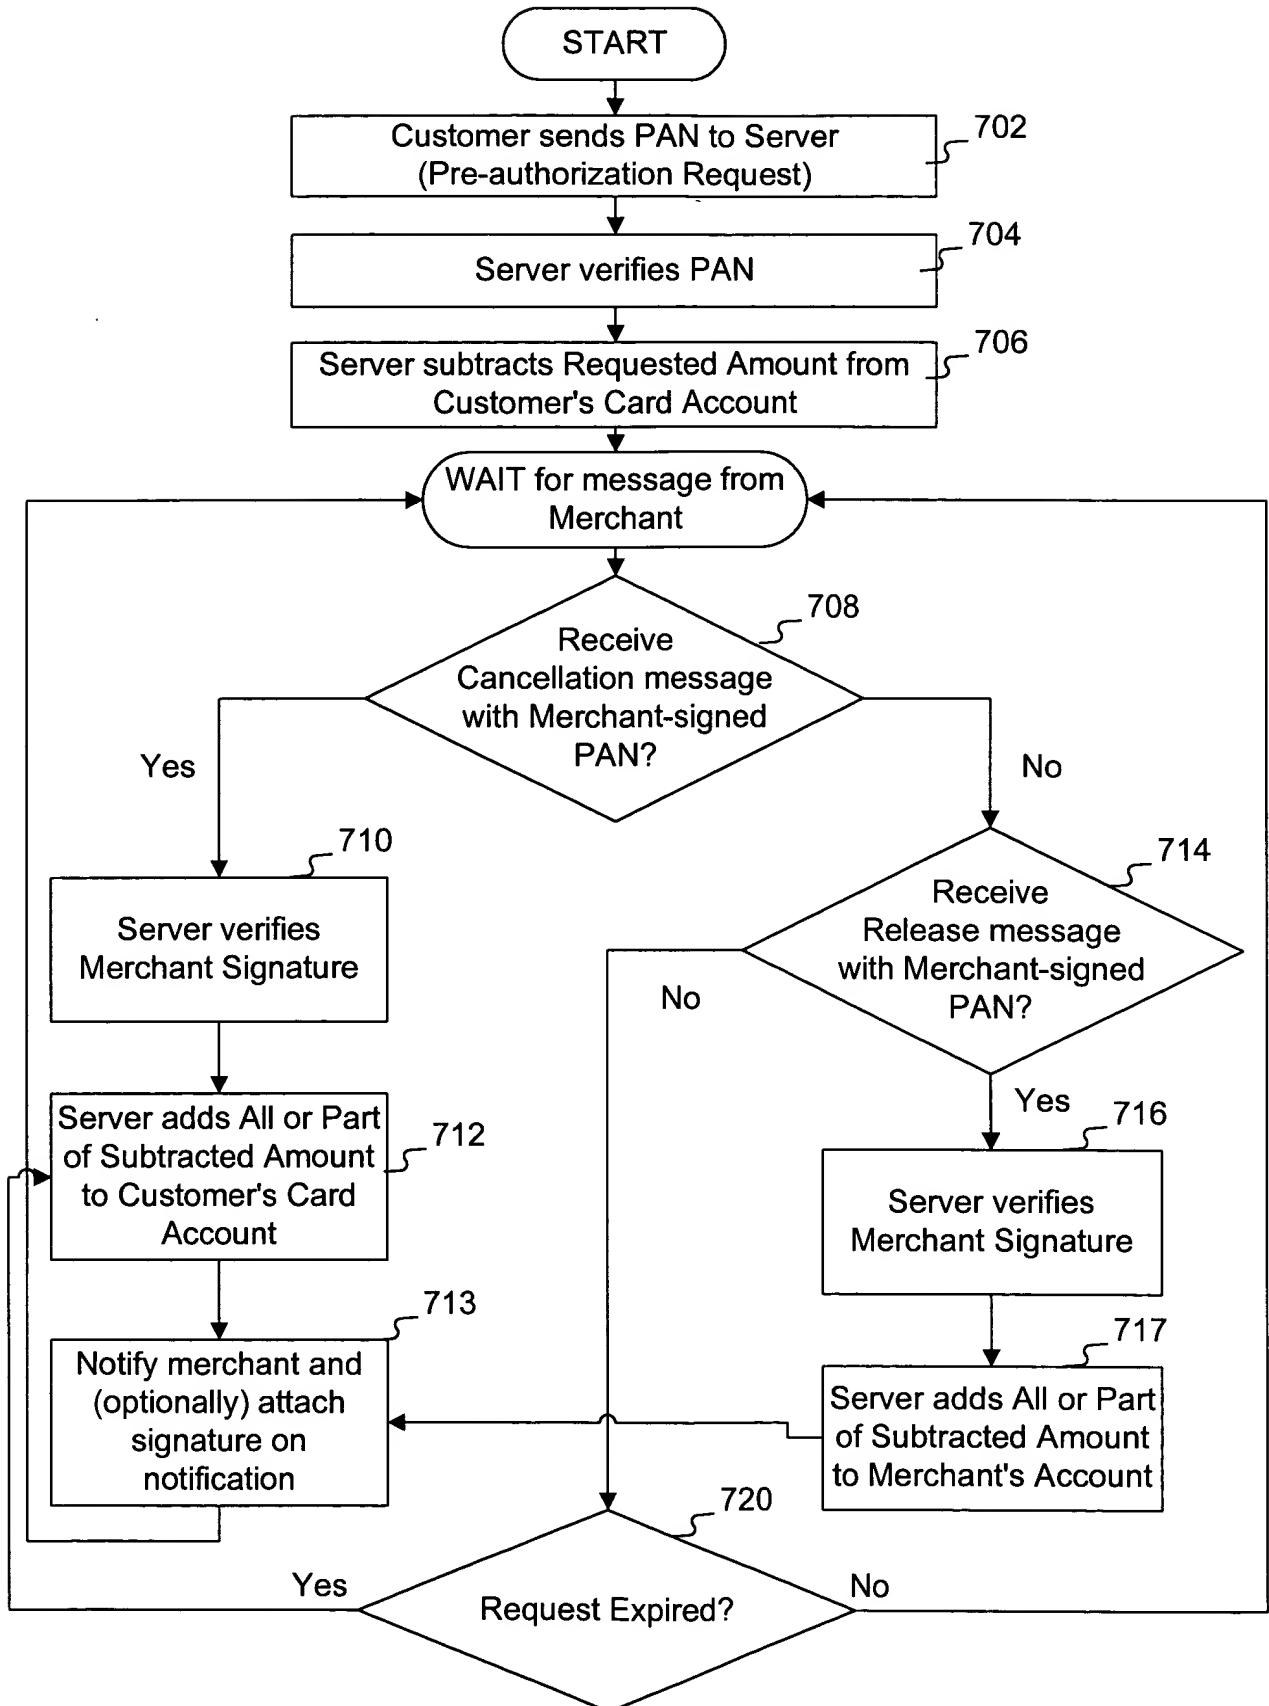 START
Customer sends PAN to Server
(Pre-authorization Request)
702
Server verifies PAN
704
Server subtracts Requested Amount from
Customer's Card Account
706
WAIT for message from
Merchant
Receive
Cancellation message
with Merchant-signed
PAN?
708
Yes
No
710
Server verifies
Merchant Signature
714
Receive
Release message
with Merchant-signed
PAN?
No
Yes
Server adds All or Part
of Subtracted Amount
to Customer's Card
Account
712
716
Server verifies
Merchant Signature
713
Notify merchant and
(optionally) attach
signature on
notification
717
Server adds All or Part
of Subtracted Amount
to Merchant's Account
720
Request Expired?
Yes
No